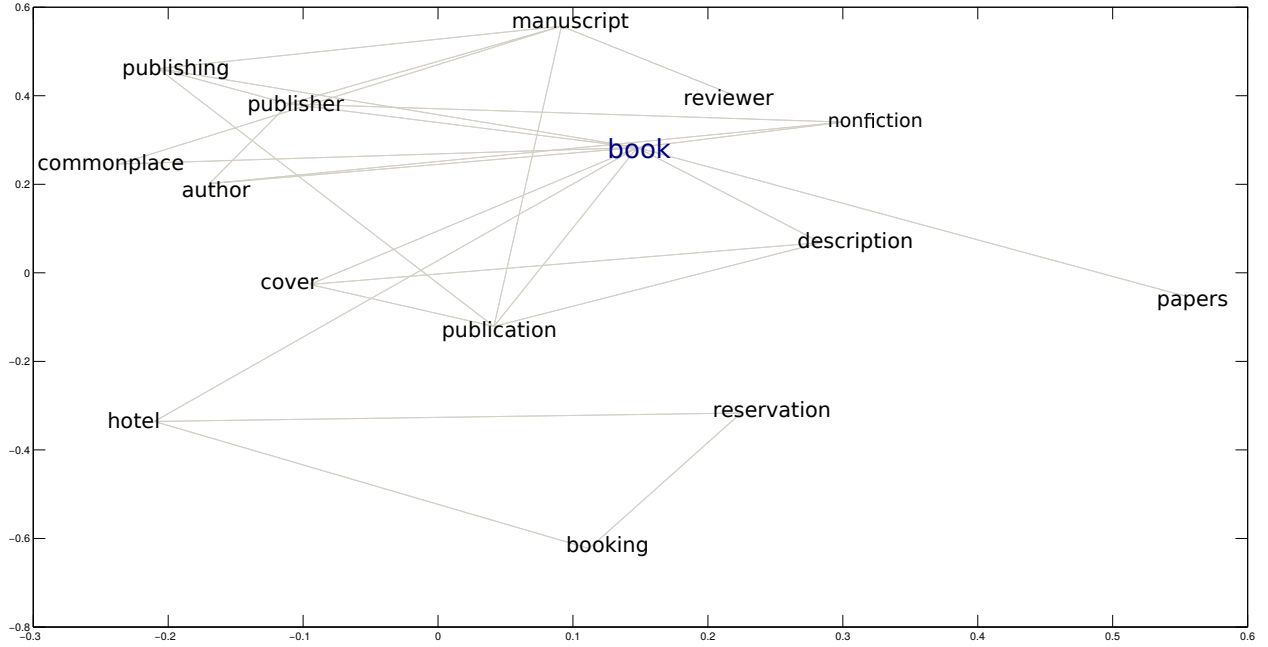 0.6
manuscript
publishing
reviewer
0.4
publisher
nonfiction
book
commonplace
0.2
author
description
0
cover
papers
publication
−0.2
reservation
hotel
−0.4
booking
−0.6
−0.8
−0.3 −0.2 −0.1 0 0.1 0.2 0.3 0.4 0.5 0.6